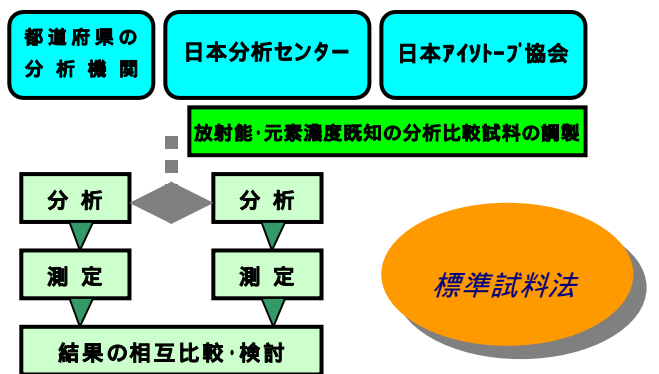 都道府県の
分析機関
日本分析センター
日本ｱｲｿﾄｰﾌﾟ協会
放射能･元素濃度既知の分析比較試料の調製
分析
分析
測定
測定
標準試料法
結果の相互比較･検討